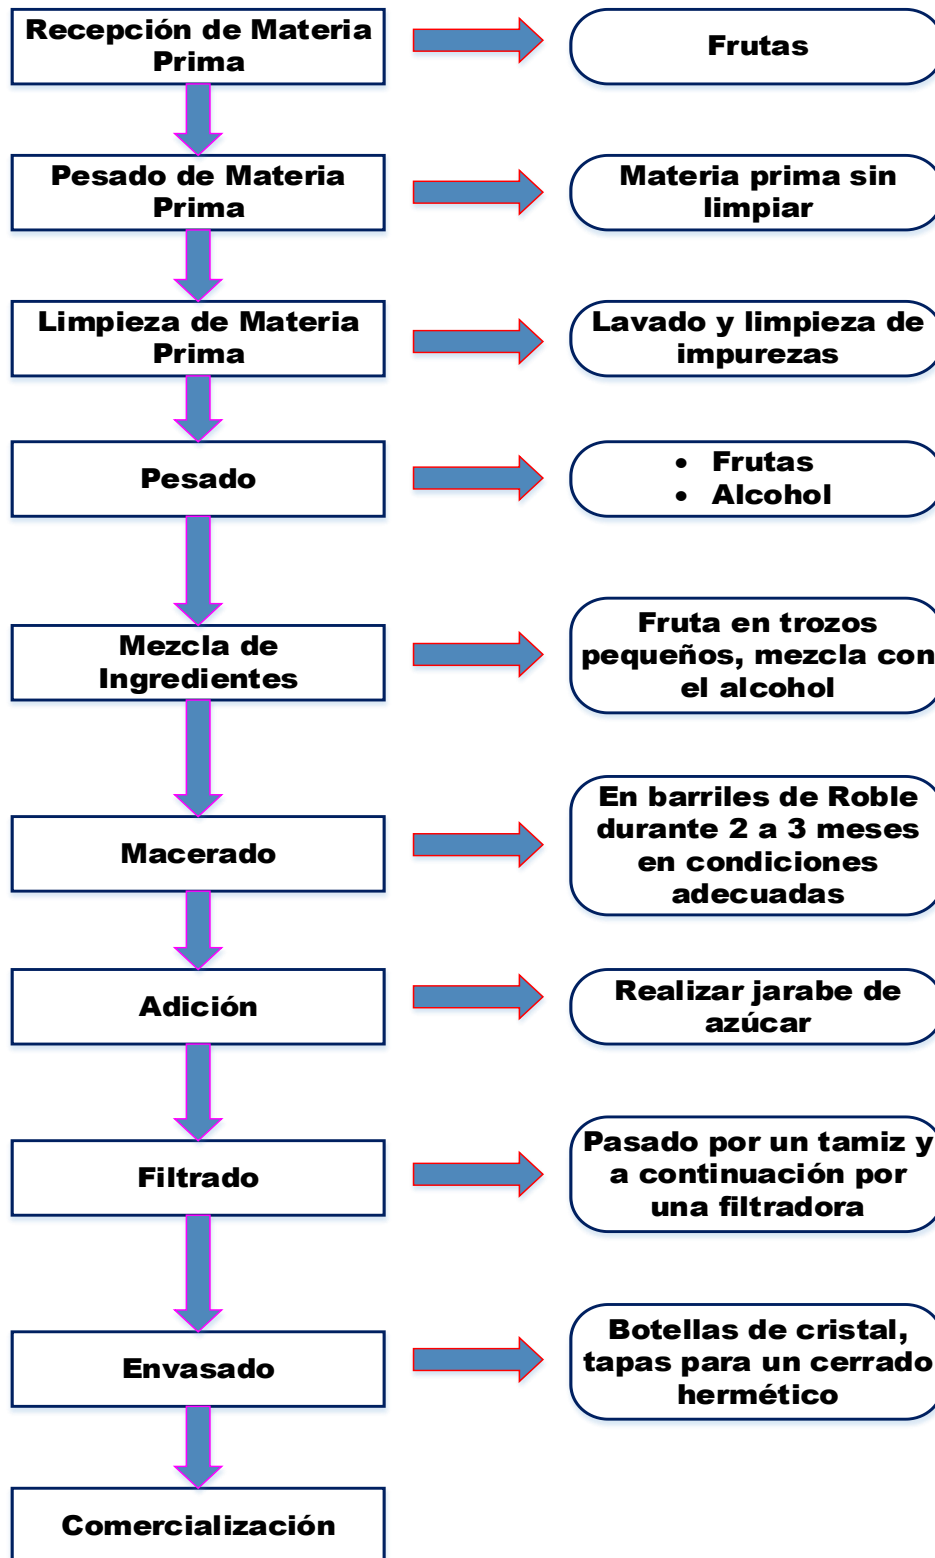 Recepción de Materia
Prima
Frutas
Pesado de Materia
Prima
Materia prima sin
limpiar
Limpieza de Materia
Prima
Lavado y limpieza de
impurezas
Pesado
• Frutas
• Alcohol
Mezcla de
Ingredientes
Fruta en trozos
pequeños, mezcla con
el alcohol
Macerado
En barriles de Roble
durante 2 a 3 meses
en condiciones
adecuadas
Adición
Realizar jarabe de
azúcar
Filtrado
Pasado por un tamiz y
a continuación por
una filtradora
Envasado
Botellas de cristal,
tapas para un cerrado
hermético
Comercialización